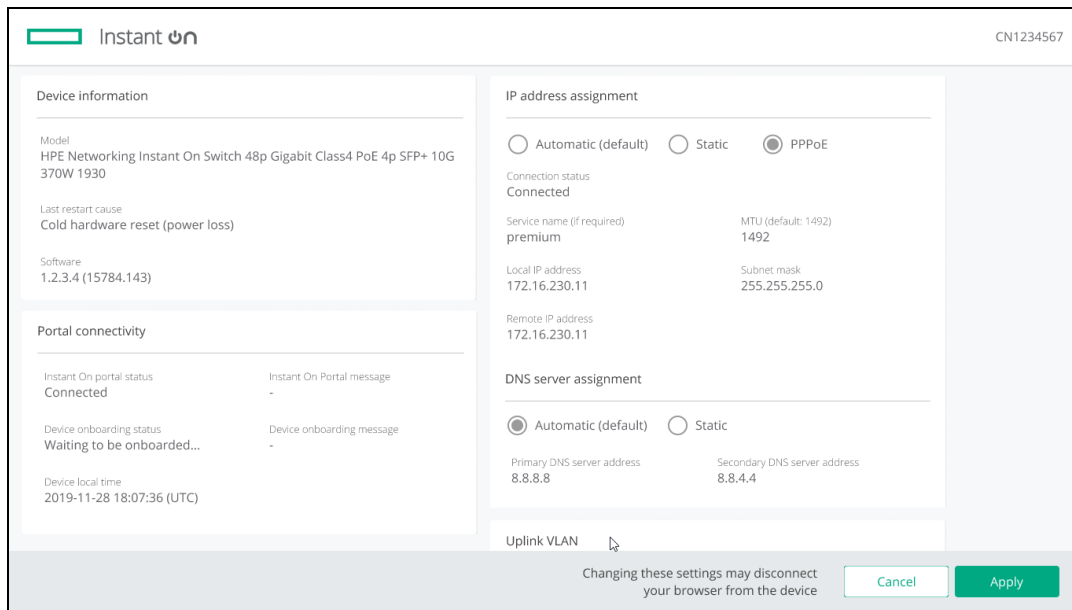 Instant on
CN1234567
Device information
Model
HPE Networking Instant On Switch 48p Gigabit Class4 PoE 4p SFP+ 10G
370W 1930
Last restart cause
Cold hardware reset (power loss)
Software
1.2.3.4 (15784.143)
Portal connectivity
Instant On portal status
Connected
Instant On Portal message
-
Device onboarding status
Waiting to be onboarded...
Device onboarding message
-
Device local time
2019-11-28 18:07:36 (UTC)
IP address assignment
Automatic (default) Static PPPoE
Connection status
Connected
Service name (if required)
premium
MTU (default: 1492)
1492
Local IP address
172.16.230.11
Subnet mask
255.255.255.0
Remote IP address
172.16.230.11
DNS server assignment
Automatic (default) Static
Primary DNS server address
8.8.8.8
Secondary DNS server address
8.8.4.4
Uplink VLAN
Changing these settings may disconnect
your browser from the device
Cancel
Apply